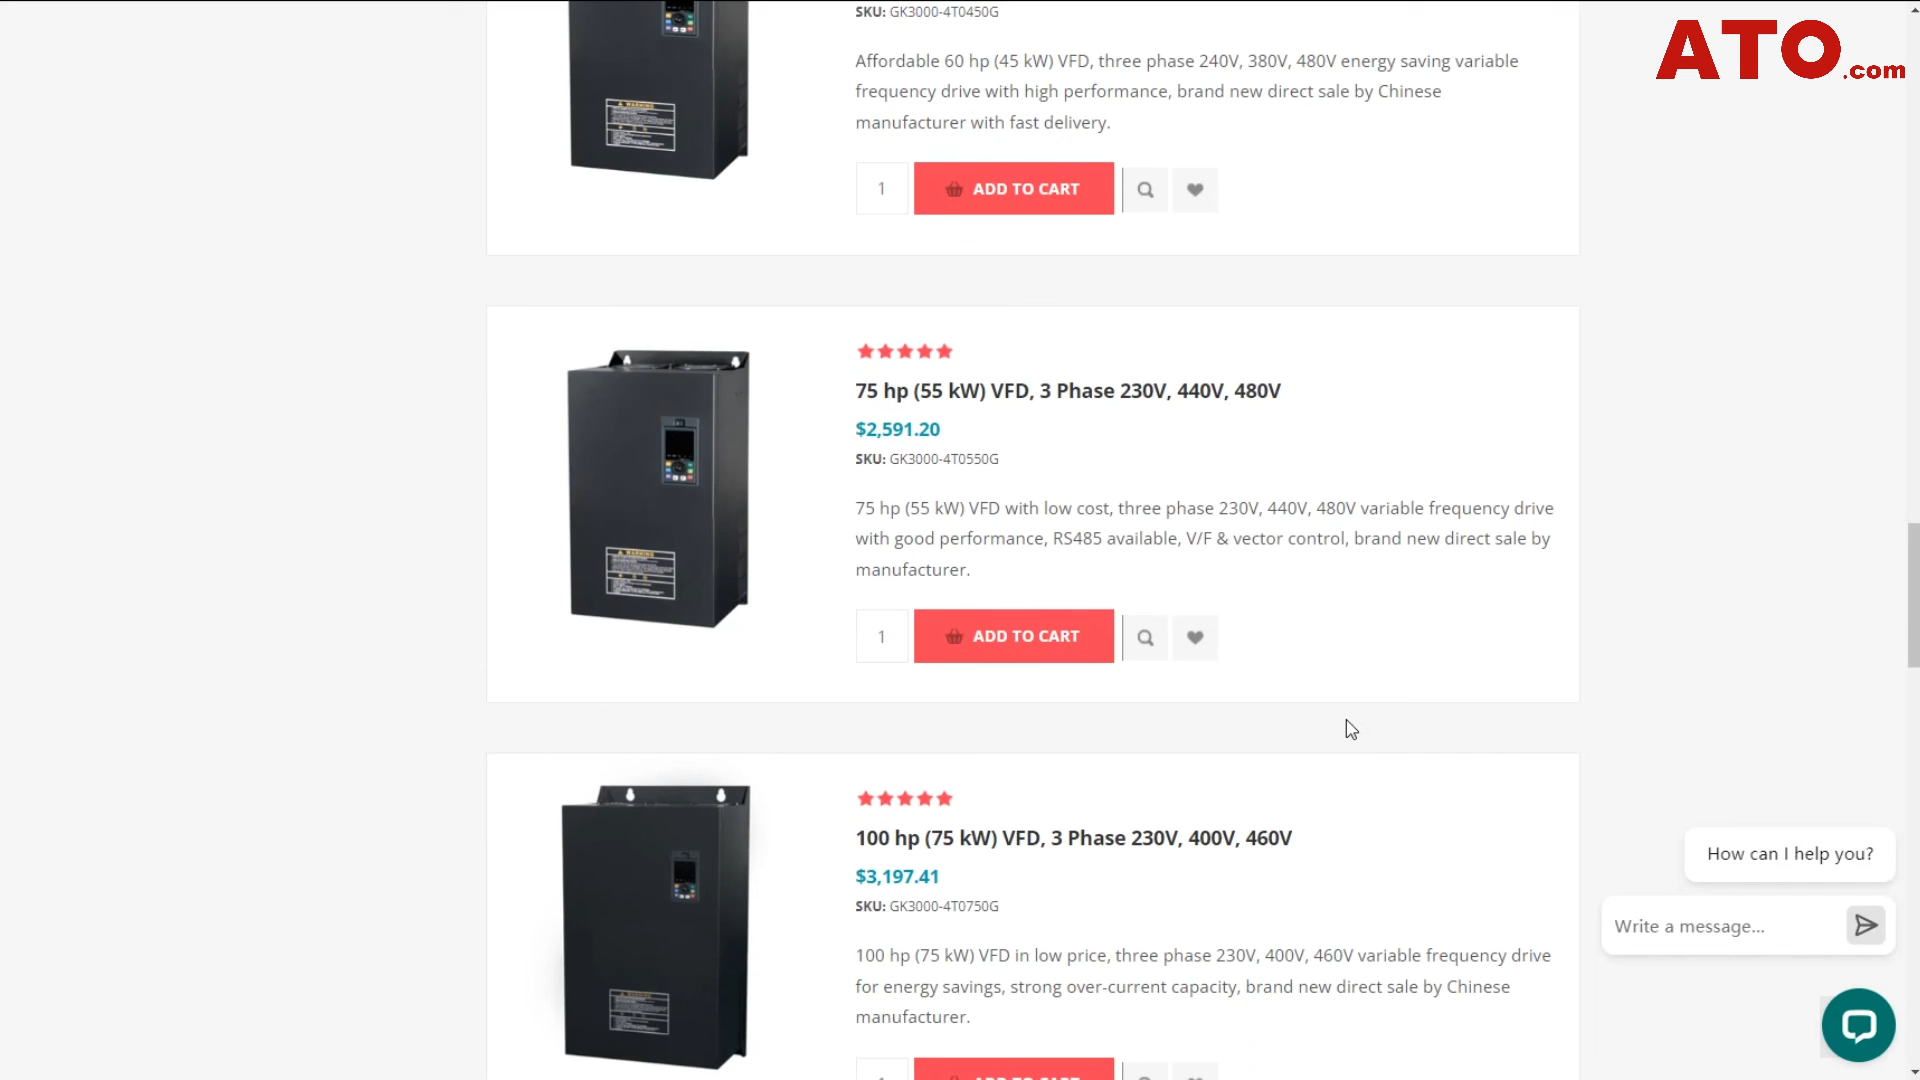 SKU: GK3000-4T0450G
ATO.com
Affordable 60 hp (45 kW) VFD, three phase 240V, 380V, 480V energy saving variable
frequency drive with high performance, brand new direct sale by Chinese
manufacturer with fast delivery.
1
ADD TO CART
WARNING
75 hp (55 kW) VFD, 3 Phase 230V, 440V, 480V
$2,591.20
SKU: GK3000-4T0550G
75 hp (55 kW) VFD with low cost, three phase 230V, 440V, 480V variable frequency drive
with good performance, RS485 available, V/F & vector control, brand new direct sale by
manufacturer.
WARNING
1
ADD TO CART
100 hp (75 kW) VFD, 3 Phase 230V, 400V, 460V
$3,197.41
SKU: GK3000-4T0750G
100 hp (75 kW) VFD in low price, three phase 230V, 400V, 460V variable frequency drive
for energy savings, strong over-current capacity, brand new direct sale by Chinese
manufacturer.
How can I help you?
Write a message...